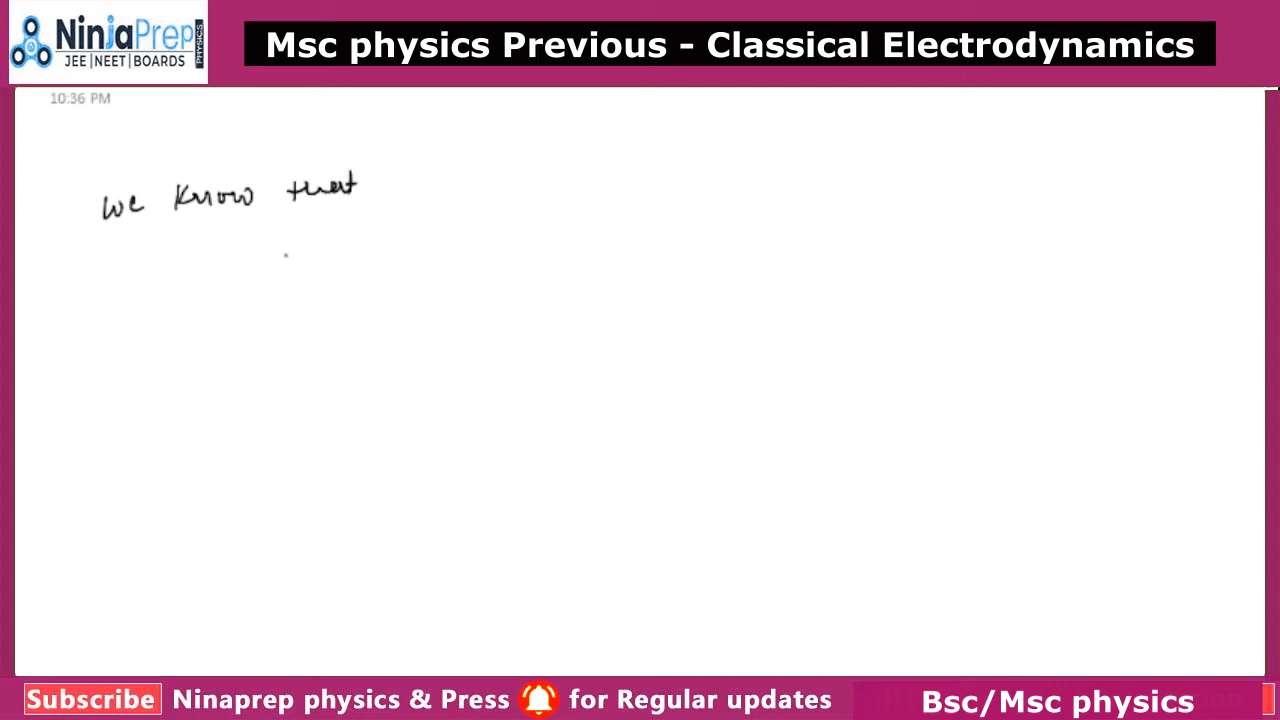 NinjaPrep
JEE|NEET|BOARDS
PHYSICS
Msc physics Previous - Classical Electrodynamics
10:36 PM
we know that
Subscribe Ninaprep physics & Press for Regular updates
Bsc/Msc physics